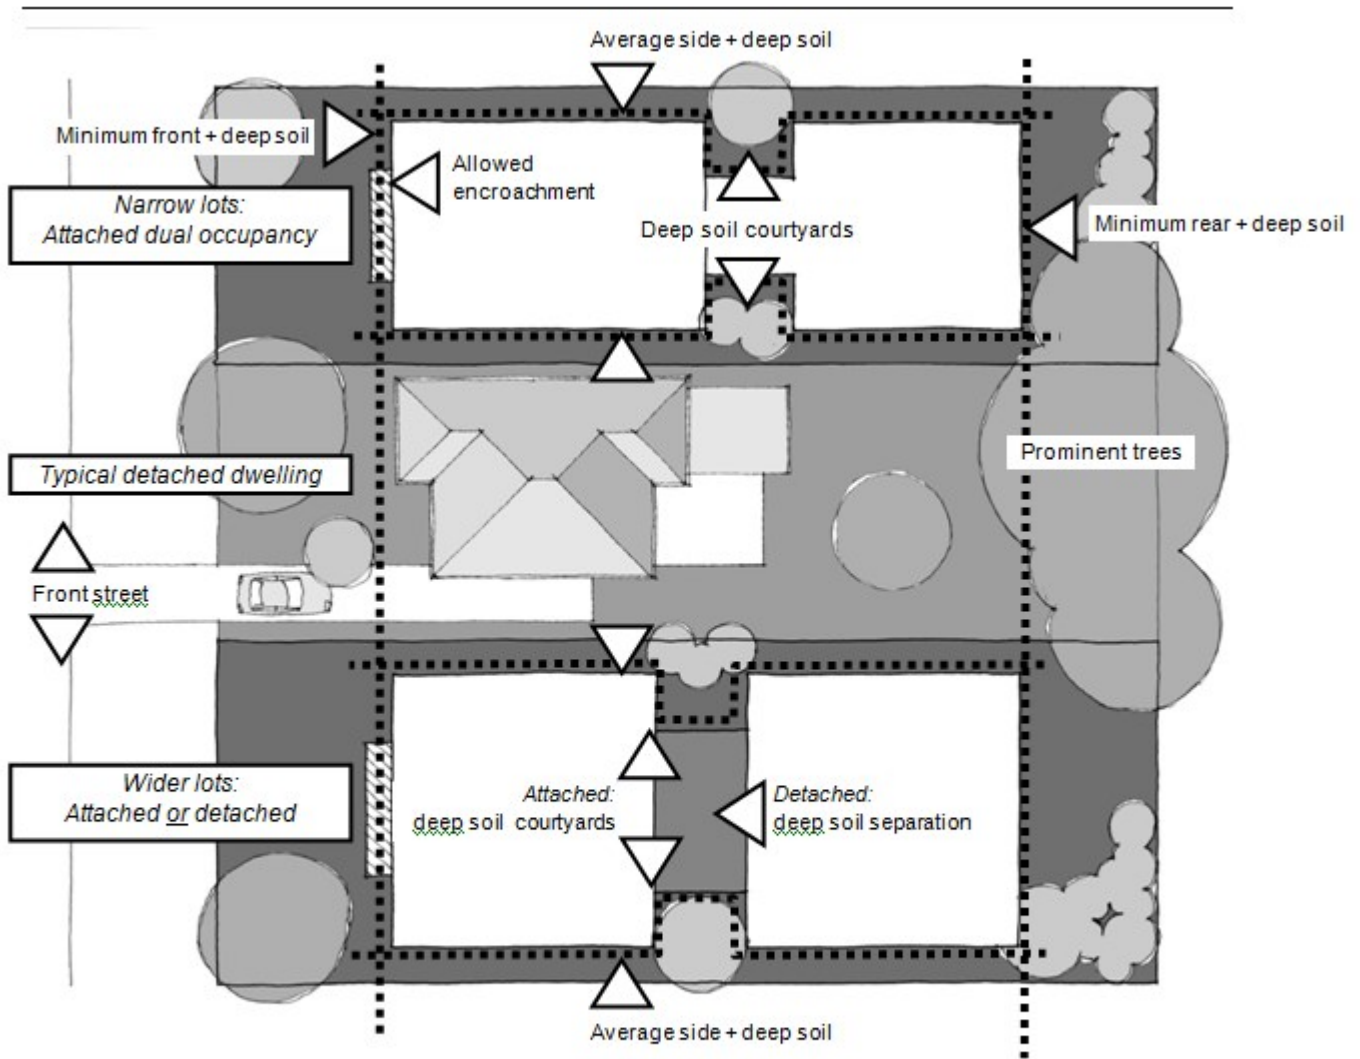 Average side + deep soil
Minimum front + deep soil
Allowed
encroachment
Narrow lots:
Attached dual occupancy
Deep soil courtyards
Minimum rear + deep soil
Prominent trees
Typical detached dwelling
Front street
Wider lots:
Attached or detached
Attached:
deep soil courtyards
Detached:
deep soil separation
Average side + deep soil